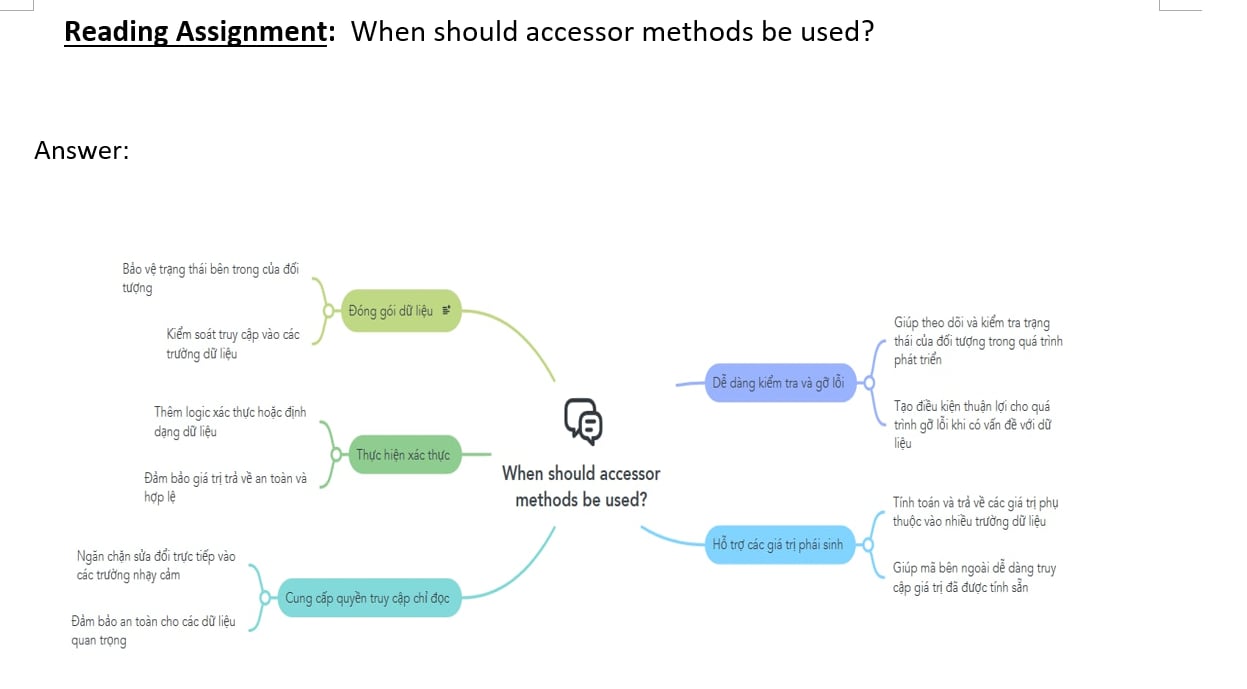 Reading Assignment: When should accessor methods be used?
Answer:
Bảo vệ trạng thái bên trong của đối
tượng
Kiểm soát truy cập vào các
trường dữ liệu
Đóng gói dữ liệu
Thêm logic xác thực hoặc định
dạng dữ liệu
Đảm bảo giá trị trả về an toàn và
hợp lệ
Thực hiện xác thực
Ngăn chặn sửa đổi trực tiếp vào
các trường nhạy cảm
Đảm bảo an toàn cho các dữ liệu
quan trọng
Cung cấp quyền truy cập chỉ đọc
When should accessor
methods be used?
Dễ dàng kiểm tra và gỡ lỗi
Giúp theo dõi và kiểm tra trạng
thái của đối tượng trong quá trình
phát triển
Tạo điều kiện thuận lợi cho quá
trình gỡ lỗi khi có vấn đề với dữ
liệu
Hỗ trợ các giá trị phái sinh
Tính toán và trả về các giá trị phụ
thuộc vào nhiều trường dữ liệu
Giúp mã bên ngoài dễ dàng truy
cập giá trị đã được tính sẵn